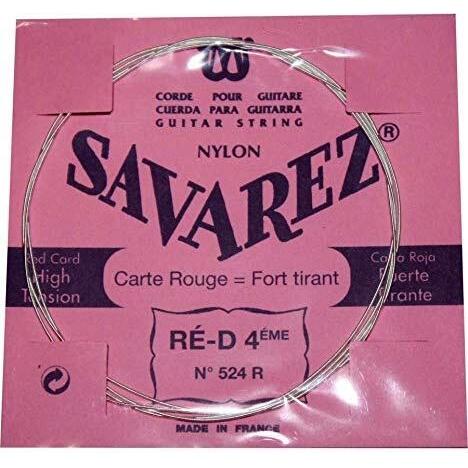 CORDE POUR GUITARE
CUERDA PARA GUITARRA
GUITAR STRING
NYLON
SAVAREZ®
Red Card
High
Tension
Carte Rouge = Fort tirant
Carta Roja
Fuerte
Tirante
RÉ-D 4ÉME
N° 524 R
MADE IN FRANCE